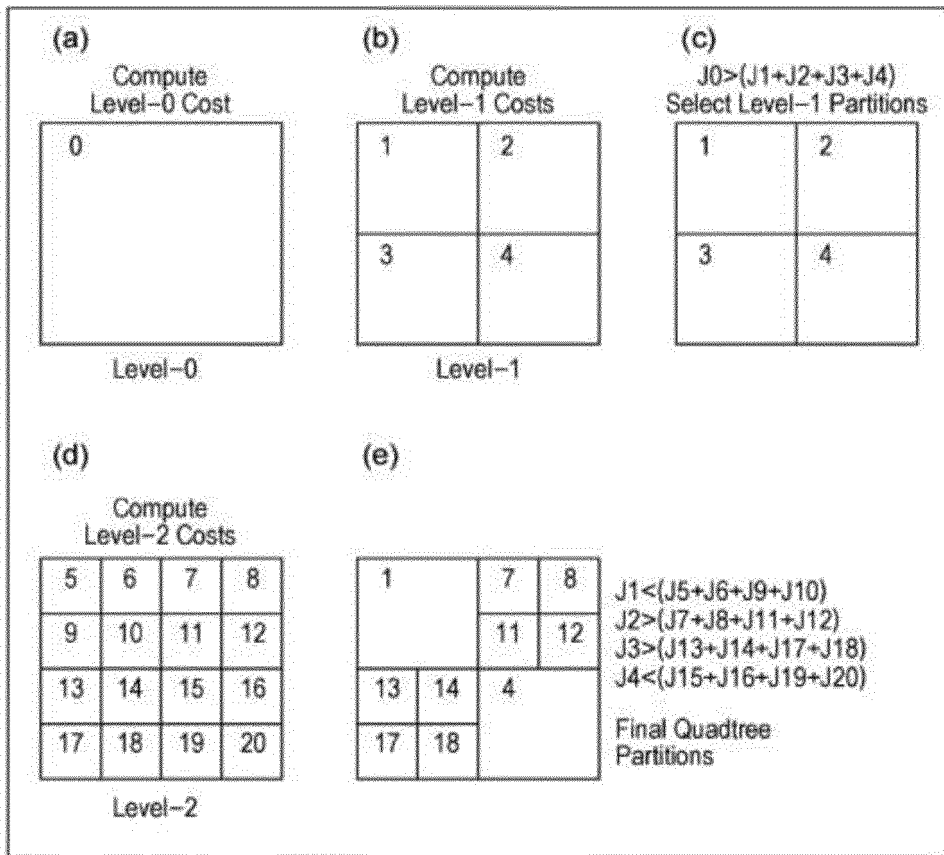 (a)
Compute
Level-0 Cost
0
Level-0
(b)
Compute
Level-1 Costs
1 2
3 4
Level-1
(c)
J0>(J1+J2+J3+J4)
Select Level-1 Partitions
1 2
3 4
(d)
Compute
Level-2 Costs
5 6 7 8
9 10 11 12
13 14 15 16
17 18 19 20
Level-2
(e)
1 7 8
11 12
13 14 4
17 18
J1<(J5+J6+J9+J10)
J2>(J7+J8+J11+J12)
J3>(J13+J14+J17+J18)
J4<(J15+J16+J19+J20)
Final Quadtree
Partitions